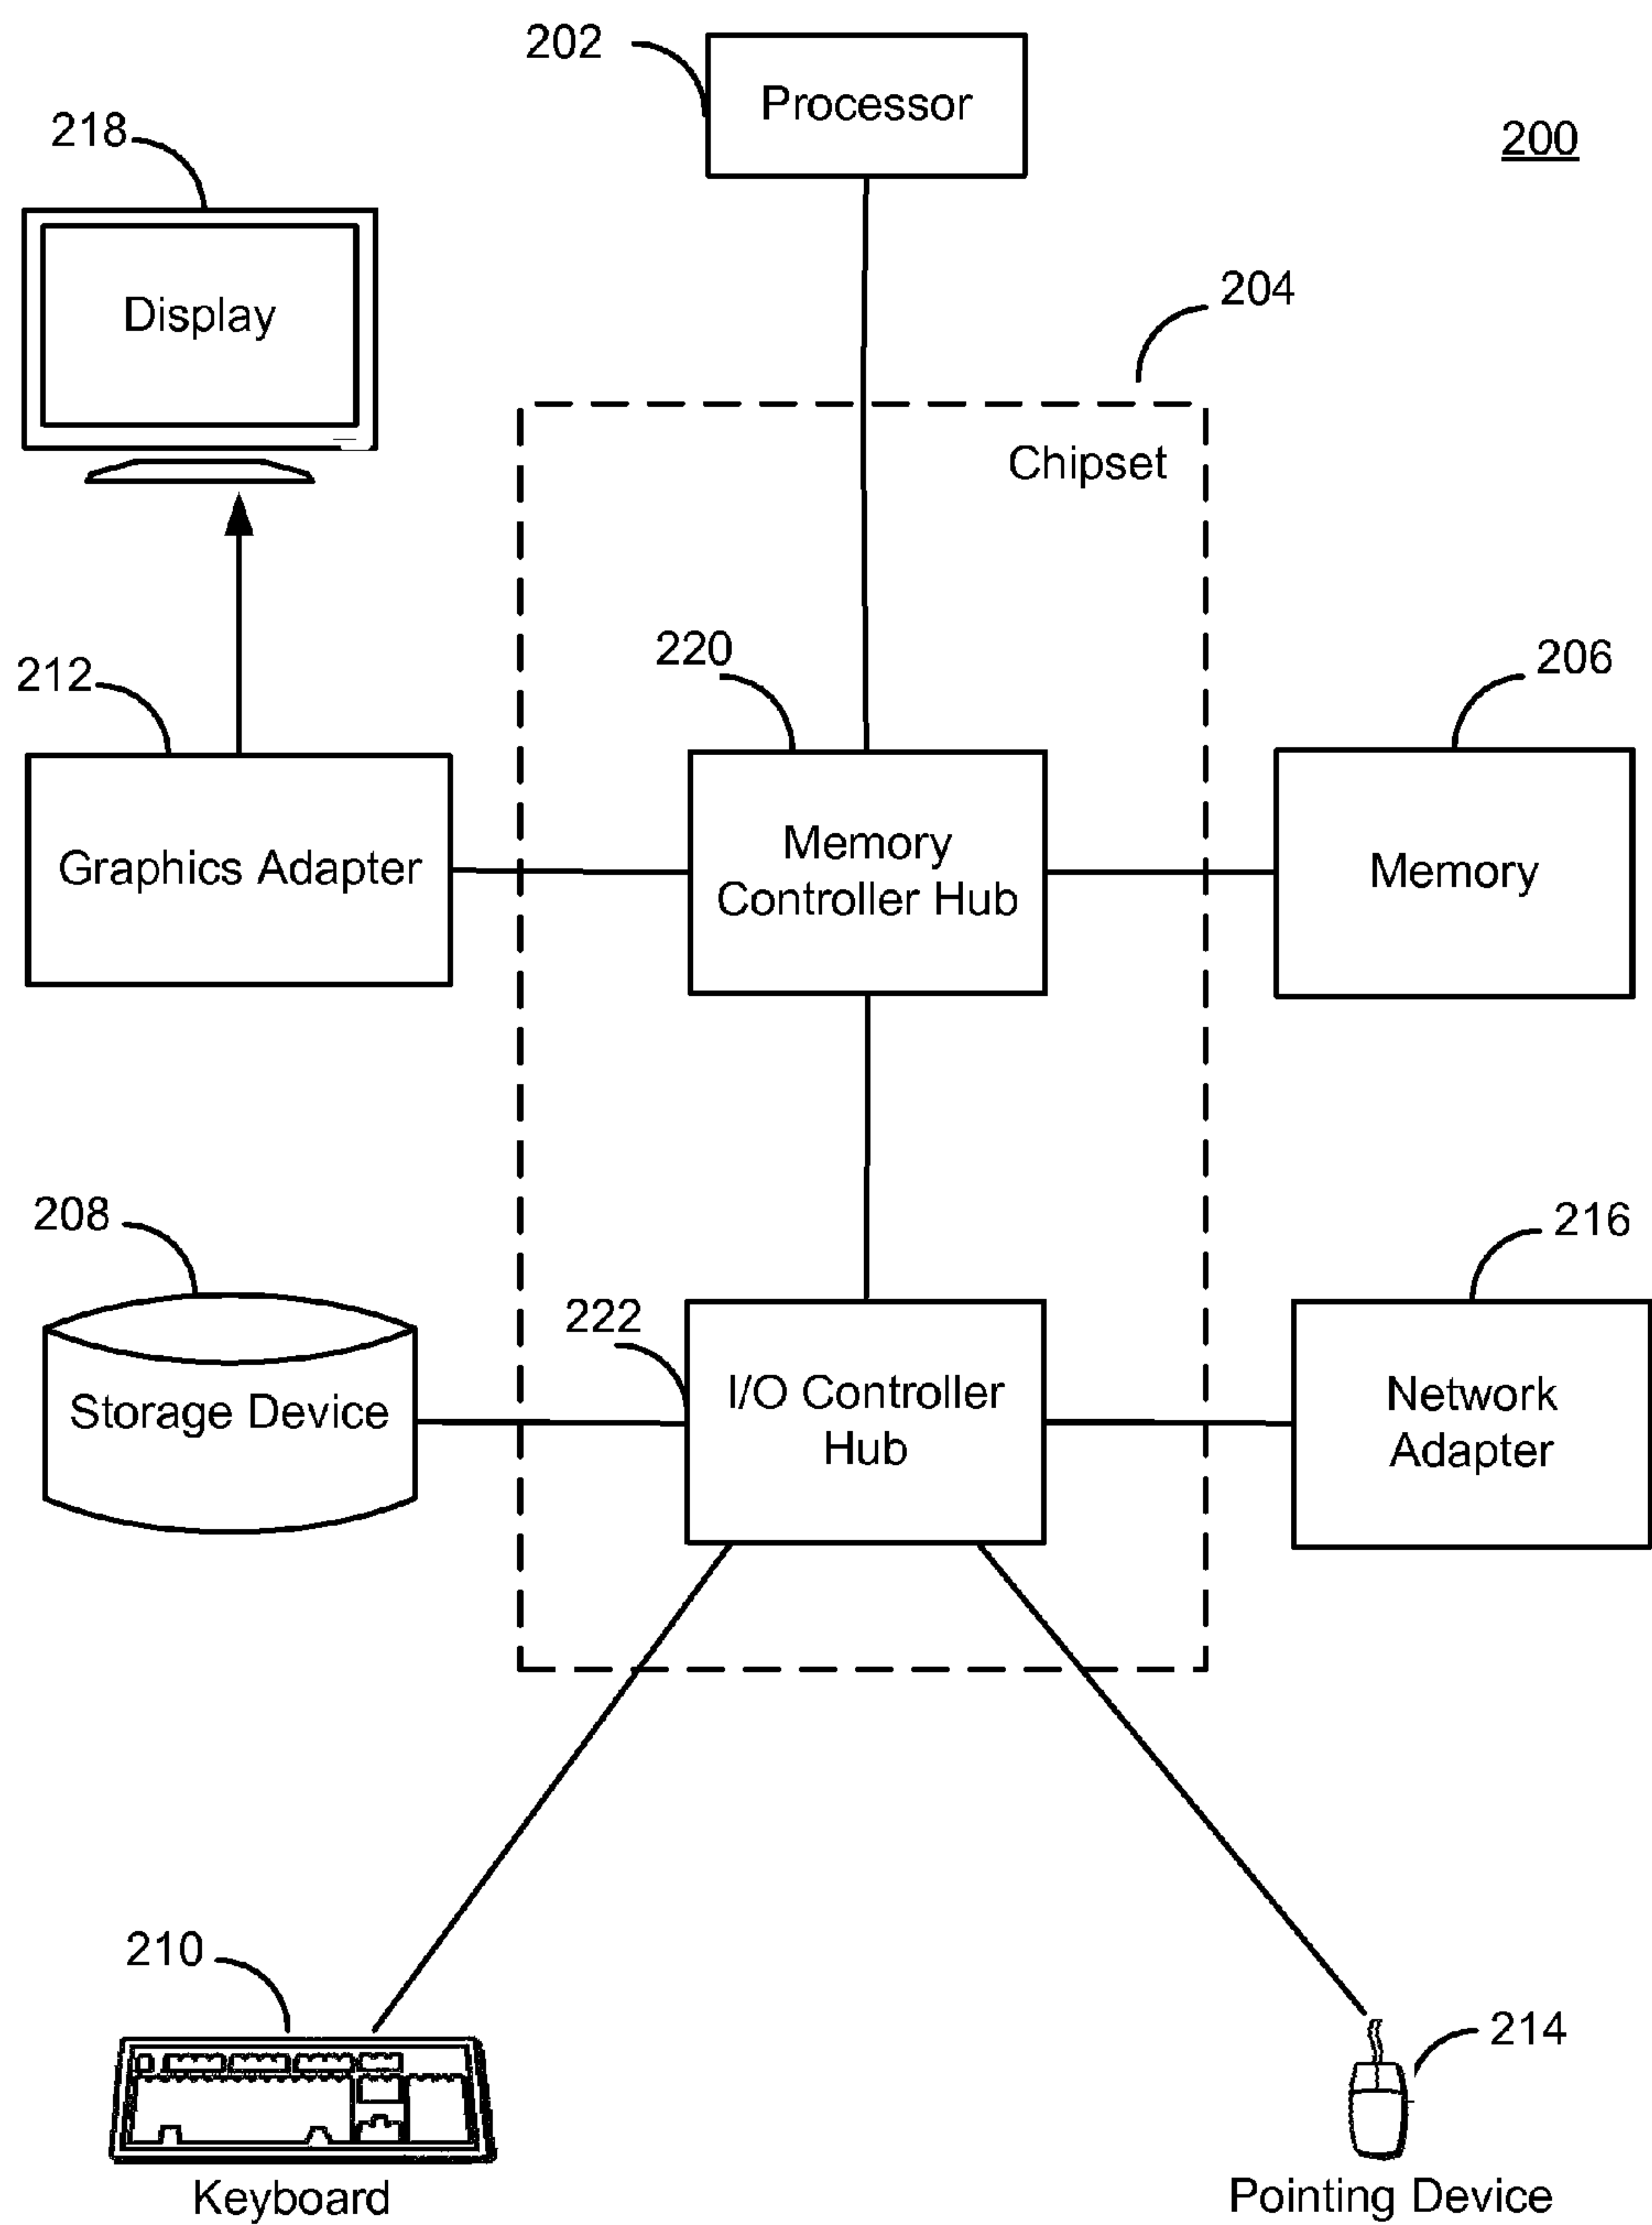 202
Processor
200
218
Display
204
Chipset
220
206
212
Memory
Controller Hub
Graphics Adapter
Memory
208
216
222
I/O Controller
Hub
Storage Device
Network
Adapter
210
214
Keyboard
Pointing Device